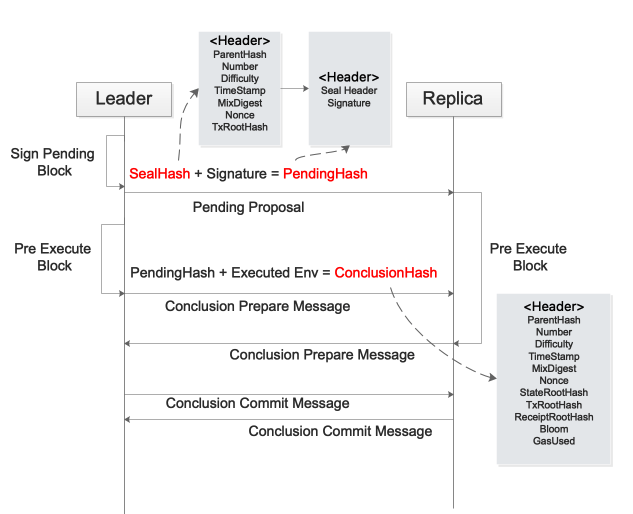 <Header>
ParentHash
Number
Difficulty
TimeStamp
MixDigest
Nonce
TxRootHash
<Header>
Seal Header
Signature
Leader
Replica
Sign Pending
Block
SealHash + Signature = PendingHash
Pending Proposal
Pre Execute
Block
Pre Execute
Block
PendingHash + Executed Env = ConclusionHash
Conclusion Prepare Message
<Header>
ParentHash
Number
Difficulty
TimeStamp
MixDigest
Nonce
StateRootHash
TxRootHash
ReceiptRootHash
Bloom
GasUsed
Conclusion Prepare Message
Conclusion Commit Message
Conclusion Commit Message